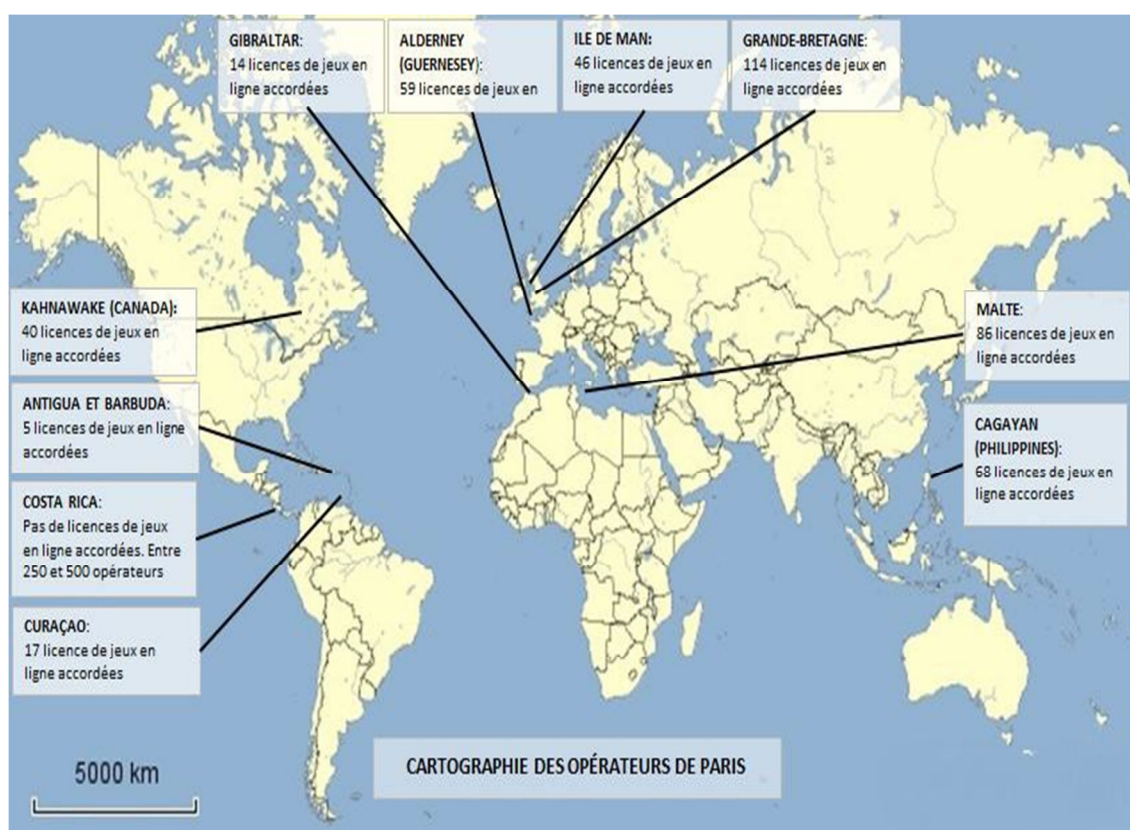 GIBRALTAR:
14 licences de jeux en
ligne accordées
ALDERNEY
(GUERNESEY):
59 licences de jeux en
ILE DE MAN:
46 licences de jeux en
ligne accordées
GRANDE-BRETAGNE:
114 licences de jeux en
ligne accordées
KAHNAWAKE (CANADA):
40 licences de jeux en
ligne accordées
MALTE:
86 licences de jeux en
ligne accordées
ANTIGUA ET BARBUDA:
5 licences de jeux en ligne
accordées
CAGAYAN
(PHILIPPINES):
68 licences de jeux en
ligne accordées
COSTA RICA:
Pas de licences de jeux
en ligne accordées. Entre
250 et 500 opérateurs
CURAÇAO:
17 licence de jeux en
ligne accordées
5000 km
CARTOGRAPHIE DES OPÉRATEURS DE PARIS